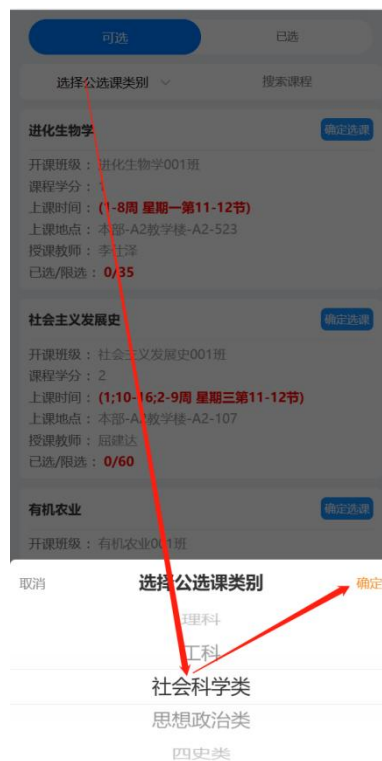 可选 已选
选择公选课类别 搜索课程
进化生物学 确定选课
开课班级：进化生物学001班
课程学分：1
上课时间：(1-8周 星期一第11-12节)
上课地点：本部-A2教学楼-A2-523
授课教师：李仕泽
已选/限选：0/35
社会主义发展史 确定选课
开课班级：社会主义发展史001班
课程学分：2
上课时间：(1;10-16;2-9周 星期三第11-12节)
上课地点：本部-A2教学楼-A2-107
授课教师：屈建达
已选/限选：0/60
有机农业 确定选课
开课班级：有机农业001班
取消 选择公选课类别 确定
理科
工科
社会科学类
思想政治类
四史类